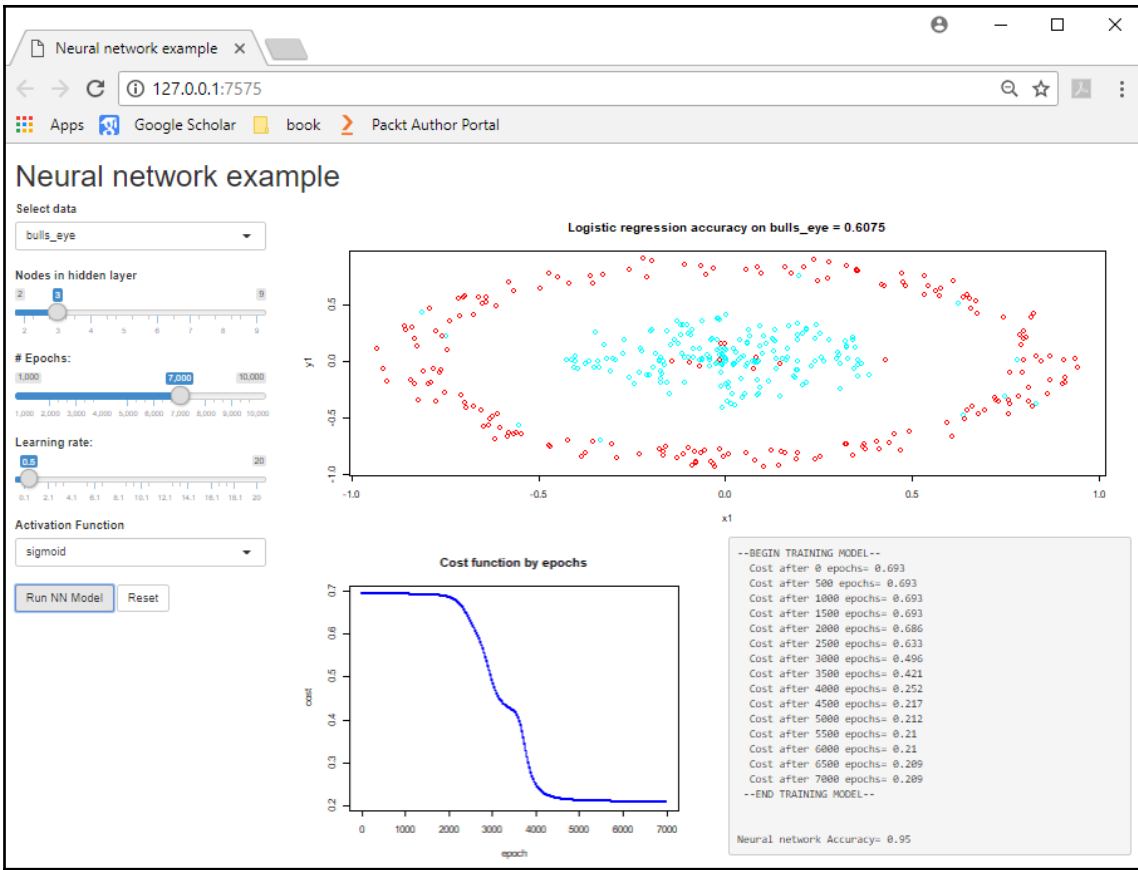 Neural network example
127.0.0.1:7575
Apps Google Scholar book Packt Author Portal
Neural network example
Select data
bulls_eye
Nodes in hidden layer
2 3 9
2 3 4 5 6 7 8 9
# Epochs:
1,000 7,000 10,000
1,000 2,000 3,000 4,000 5,000 6,000 7,000 8,000 9,000 10,000
Learning rate:
0.5 20
0.1 2.1 4.1 6.1 8.1 10.1 12.1 14.1 16.1 18.1 20
Activation Function
sigmoid
Run NN Model Reset
Logistic regression accuracy on bulls_eye = 0.6075
y1
0.5
0.0
-0.5
-1.0
-1.0 -0.5 0.0 0.5 1.0
x1
Cost function by epochs
cost
0.7
0.6
0.5
0.4
0.3
0.2
0 1000 2000 3000 4000 5000 6000 7000
epoch
--BEGIN TRAINING MODEL--
Cost after 0 epochs= 0.693
Cost after 500 epochs= 0.693
Cost after 1000 epochs= 0.693
Cost after 1500 epochs= 0.693
Cost after 2000 epochs= 0.686
Cost after 2500 epochs= 0.633
Cost after 3000 epochs= 0.496
Cost after 3500 epochs= 0.421
Cost after 4000 epochs= 0.252
Cost after 4500 epochs= 0.217
Cost after 5000 epochs= 0.212
Cost after 5500 epochs= 0.21
Cost after 6000 epochs= 0.21
Cost after 6500 epochs= 0.209
Cost after 7000 epochs= 0.209
--END TRAINING MODEL--
Neural network Accuracy= 0.95